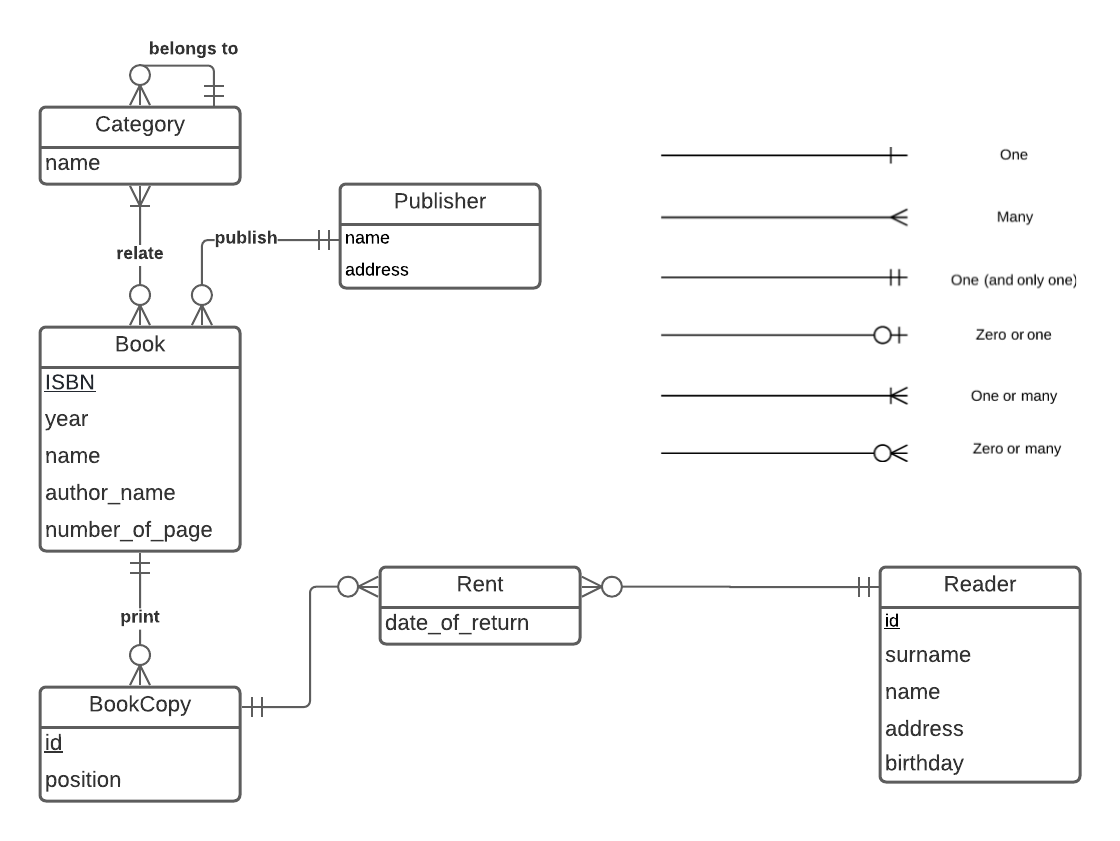 belongs to
Category
name
relate
publish
Publisher
name
address
Book
ISBN
year
name
author_name
number_of_page
print
BookCopy
id
position
Rent
date_of_return
Reader
id
surname
name
address
birthday
One
Many
One (and only one)
Zero or one
One or many
Zero or many